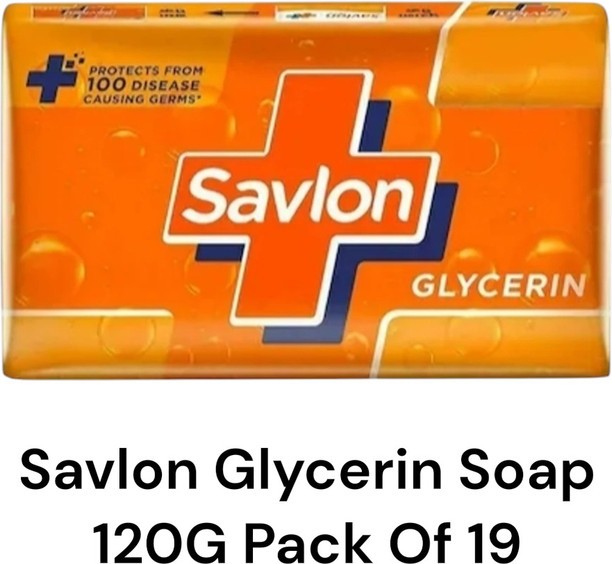 PROTECTS FROM
100 DISEASE
CAUSING GERMS*
Savlon
GLYCERIN
Savlon Glycerin Soap
120G Pack Of 19